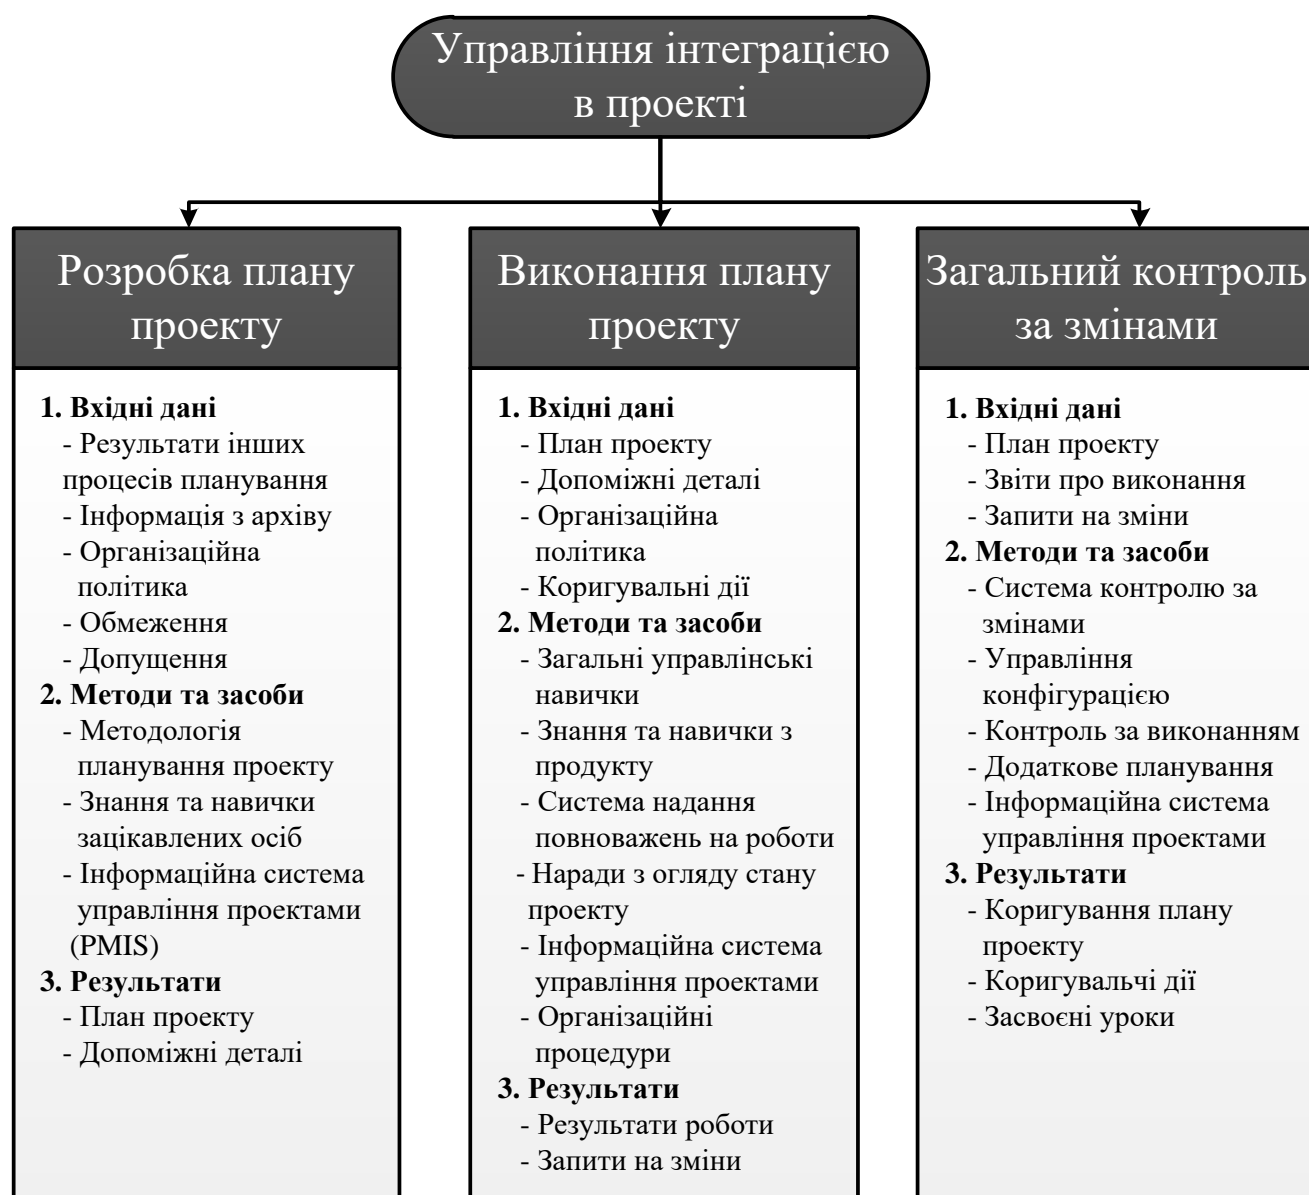 Управління інтеграцією
в проекті
Розробка плану
проекту
1. Вхідні дані
- Результати інших
процесів планування
- Інформація з архіву
- Організаційна
політика
- Обмеження
- Допущення
2. Методи та засоби
- Методологія
планування проекту
- Знання та навички
зацікавлених осіб
- Інформаційна система
управління проектами
(PMIS)
3. Результати
- План проекту
- Допоміжні деталі
Виконання плану
проекту
1. Вхідні дані
- План проекту
- Допоміжні деталі
- Організаційна
політика
- Коригувальні дії
2. Методи та засоби
- Загальні управлінські
навички
- Знання та навички з
продукту
- Система надання
повноважень на роботи
- Наради з огляду стану
проекту
- Інформаційна система
управління проектами
- Організаційні
процедури
3. Результати
- Результати роботи
- Запити на зміни
Загальний контроль
за змінами
1. Вхідні дані
- План проекту
- Звіти про виконання
- Запити на зміни
2. Методи та засоби
- Система контролю за
змінами
- Управління
конфігурацією
- Контроль за виконанням
- Додаткове планування
- Інформаційна система
управління проектами
3. Результати
- Коригування плану
проекту
- Коригувальчі дії
- Засвоєні уроки